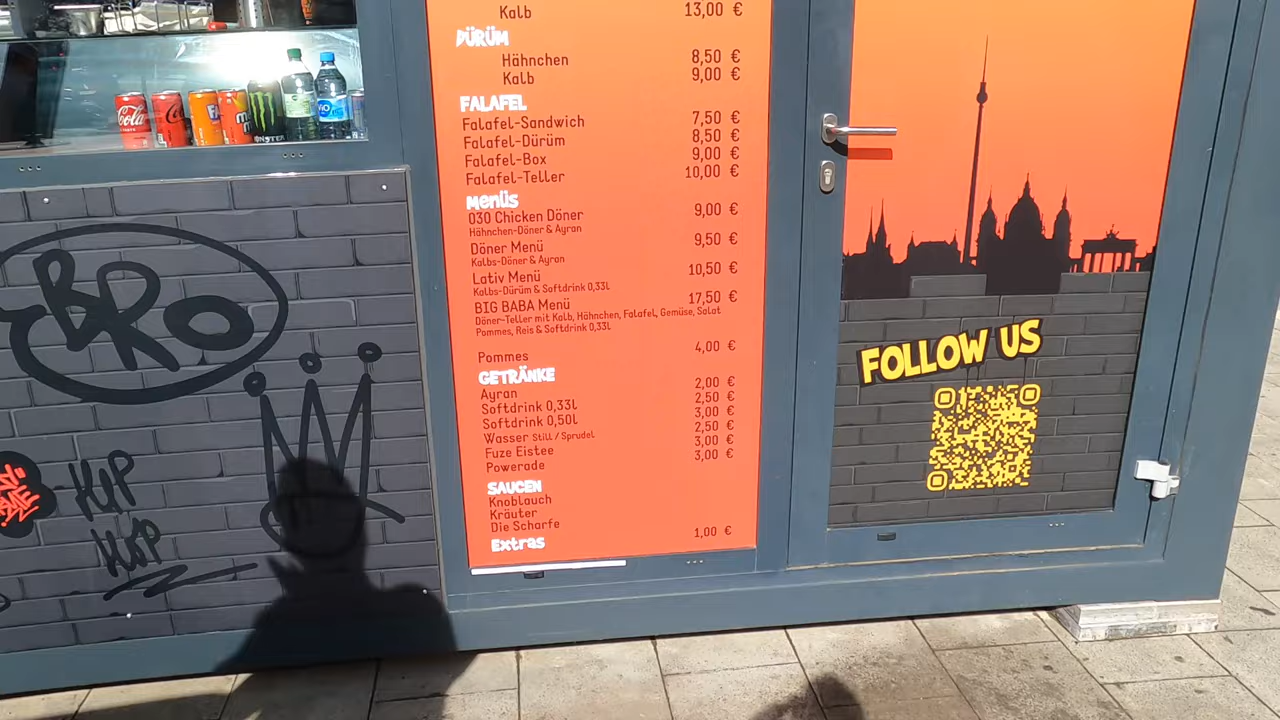 Kalb 13,00 €
DÜRÜM
Hähnchen 8,50 €
Kalb 9,00 €
FALAFEL
Falafel-Sandwich 7,50 €
Falafel-Dürüm 8,50 €
Falafel-Box 9,00 €
Falafel-Teller 10,00 €
Menüs
030 Chicken Döner 9,00 €
Hähnchen-Döner & Ayran
Döner Menü 9,50 €
Kalbs-Döner & Ayran
Lativ Menü 10,50 €
Kalbs-Dürüm & Softdrink 0,33l
BIG BABA Menü 17,50 €
Döner-Teller mit Kalb, Hähnchen, Falafel, Gemüse, Salat
Pommes, Reis & Softdrink 0,33l
Pommes 4,00 €
GETRÄNKE
Ayran 2,00 €
Softdrink 0,33l 2,50 €
Softdrink 0,50l 3,00 €
Wasser Still / Sprudel 2,50 €
Fuze Eistee 3,00 €
Powerade 3,00 €
SAUCEN
Knoblauch
Kräuter
Die Scharfe
Extras 1,00 €
FOLLOW US
BRO
HIP
HOP
Coca-Cola
MONSTER
ViO